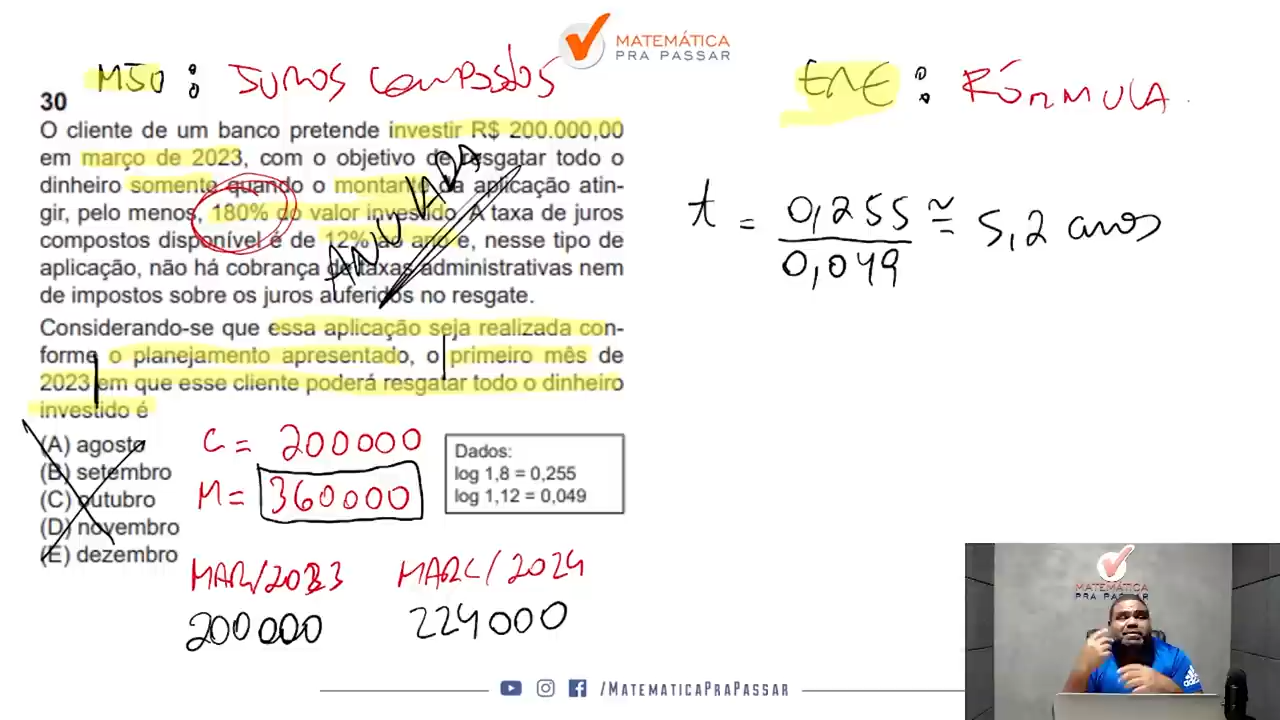 MATEMÁTICA
PRA PASSAR
: JUROS COMPOSTOS
: FÓRMULA.
30
O cliente de um banco pretende investir R$ 200.000,00
em março de 2023, com o objetivo de resgatar todo o
dinheiro somente quando o montante da aplicação atin-
gir, pelo menos, 180% do valor investido. A taxa de juros
compostos disponível é de 12% ao ano e, nesse tipo de
aplicação, não há cobrança de taxas administrativas nem
de impostos sobre os juros auferidos no resgate.
ANULADA
Considerando-se que essa aplicação seja realizada con-
forme o planejamento apresentado, o primeiro mês de
2023 em que esse cliente poderá resgatar todo o dinheiro
investido é
(A) agosto
(B) setembro
(C) outubro
(D) novembro
(E) dezembro
C = 200000
M = 360000
Dados:
log 1,8 = 0,255
log 1,12 = 0,049
MAR/2023 MARC/2024
200000 224000
t = 0,255 ≅ 5,2 anos
0,049
MATEMÁTICA
PRA PASSAR
adidas
/MATEMATICAPRAPASSAR